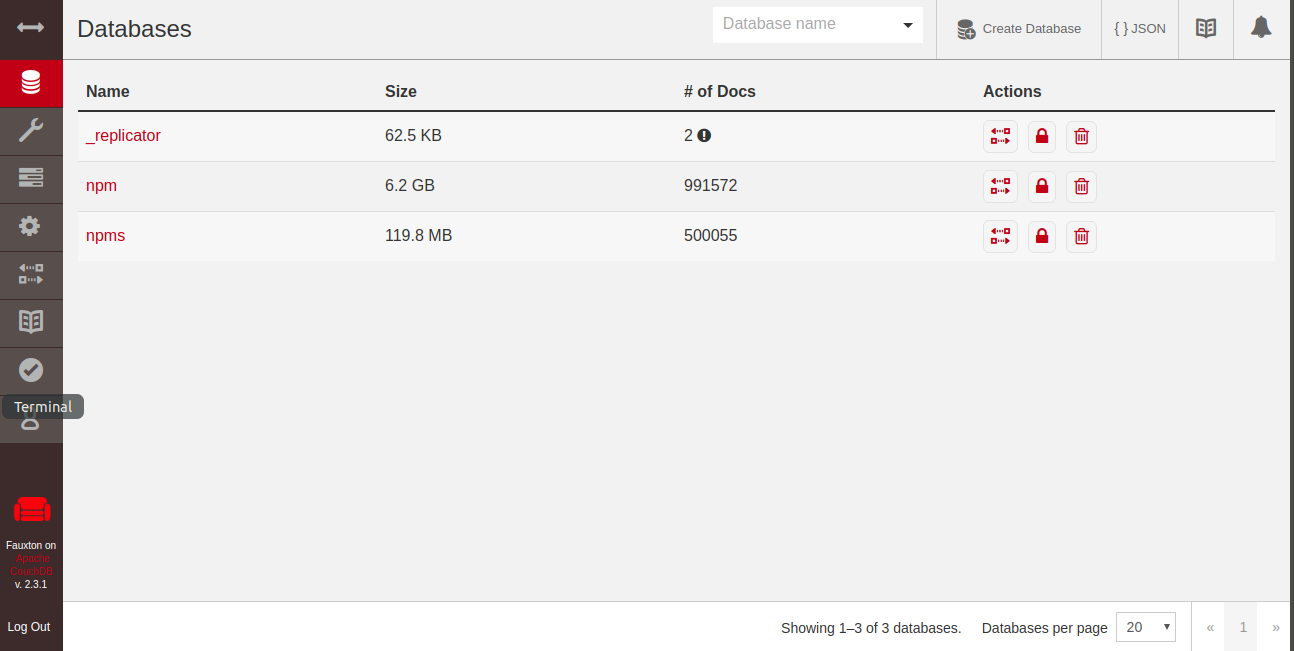 Databases
Database name
Create Database
{ } JSON
Name Size # of Docs Actions
_replicator 62.5 KB 2
npm 6.2 GB 991572
npms 119.8 MB 500055
Terminal
Fauxton on
Apache
CouchDB
v. 2.3.1
Log Out
Showing 1–3 of 3 databases.
Databases per page 20
« 1 »